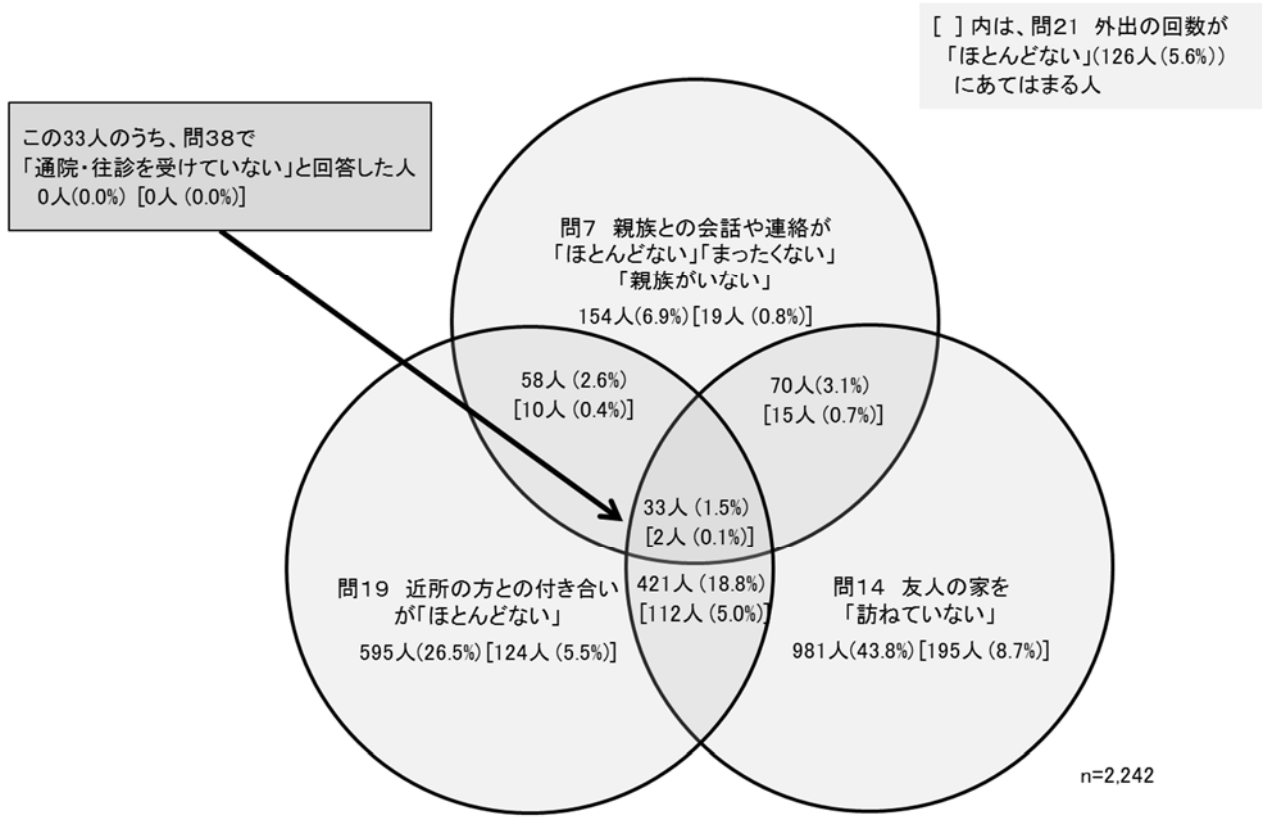 [ ]内は、問21 外出の回数が
「ほとんどない」(126人(5.6%))
にあてはまる人
この33人のうち、問38で
「通院・往診を受けていない」と回答した人
0人(0.0%) [0人 (0.0%)]
問7 親族との会話や連絡が
「ほとんどない」「まったくない」
「親族がいない」
154人(6.9%)[19人 (0.8%)]
58人 (2.6%)
[10人 (0.4%)]
70人(3.1%)
[15人 (0.7%)]
33人 (1.5%)
[2人 (0.1%)]
問19 近所の方との付き合い
が「ほとんどない」
595人(26.5%)[124人 (5.5%)]
421人 (18.8%)
[112人 (5.0%)]
問14 友人の家を
「訪ねていない」
981人(43.8%)[195人 (8.7%)]
n=2,242